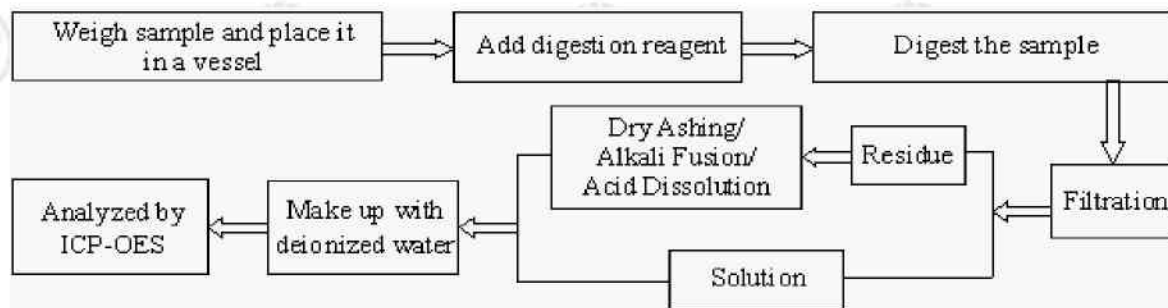 Weigh sample and place it
in a vessel
Add digestion reagent
Digest the sample
Dry Ashing/
Alkali Fusion/
Acid Dissolution
Residue
Filtration
Analyzed by
ICP-OES
Make up with
deionized water
Solution